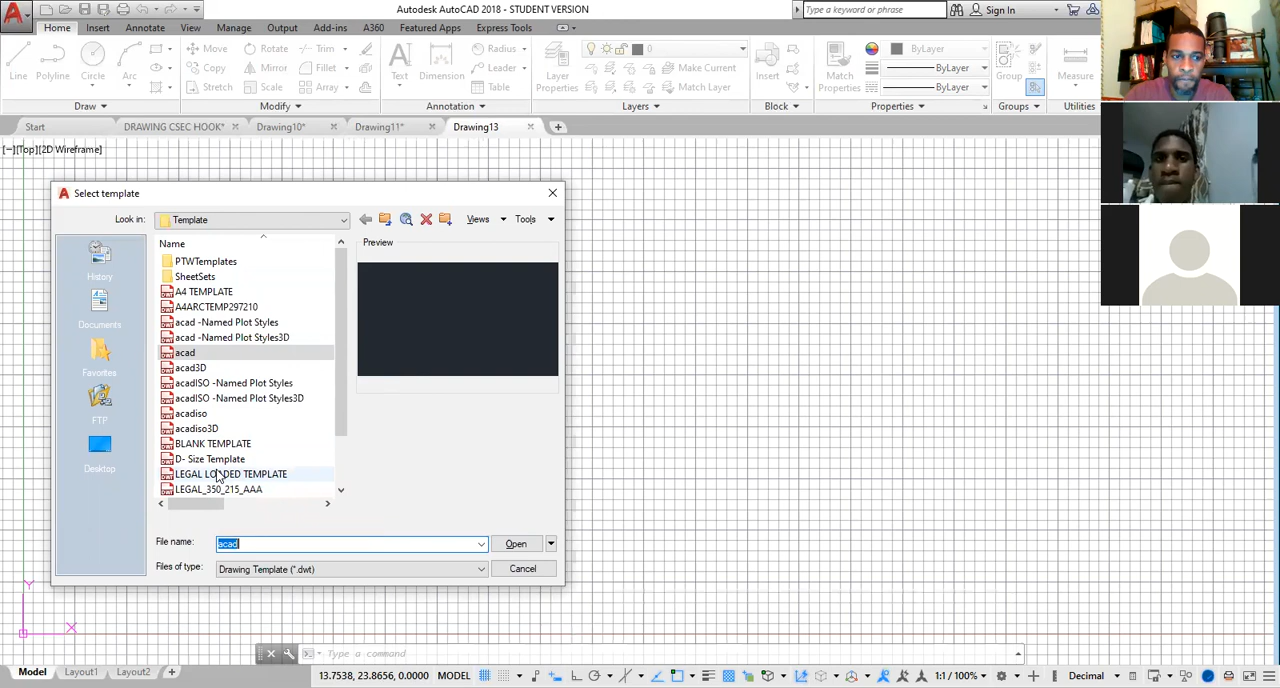 Autodesk AutoCAD 2018 - STUDENT VERSION
Type a keyword or phrase
Sign In
Home Insert Annotate View Manage Output Add-ins A360 Featured Apps Express Tools
Line Polyline Circle Arc
Move Rotate Trim
Copy Mirror Fillet
Stretch Scale Array
Text Dimension
Radius
Leader
Table
Layer Properties
0
Make Current
Match Layer
Insert
Match Properties
ByLayer
ByLayer
ByLayer
Group
Measure
Draw Modify Annotation Layers Block Properties Groups Utilities
Start DRAWING CSEC HOOK* Drawing10* Drawing11* Drawing13
[−][Top][2D Wireframe]
Select template
Look in: Template Views Tools
Name
Preview
PTWTemplates
SheetSets
A4 TEMPLATE
A4ARCTEMP297210
acad -Named Plot Styles
acad -Named Plot Styles3D
acad
acad3D
acadISO -Named Plot Styles
acadISO -Named Plot Styles3D
acadiso
acadiso3D
BLANK TEMPLATE
D- Size Template
LEGAL LOADED TEMPLATE
LEGAL_350_215_AAA
History
Documents
Favorites
FTP
Desktop
File name: acad Open
Files of type: Drawing Template (*.dwt) Cancel
Y
X
Type a command
Model Layout1 Layout2
13.7538, 23.8656, 0.0000 MODEL 1:1 / 100% Decimal